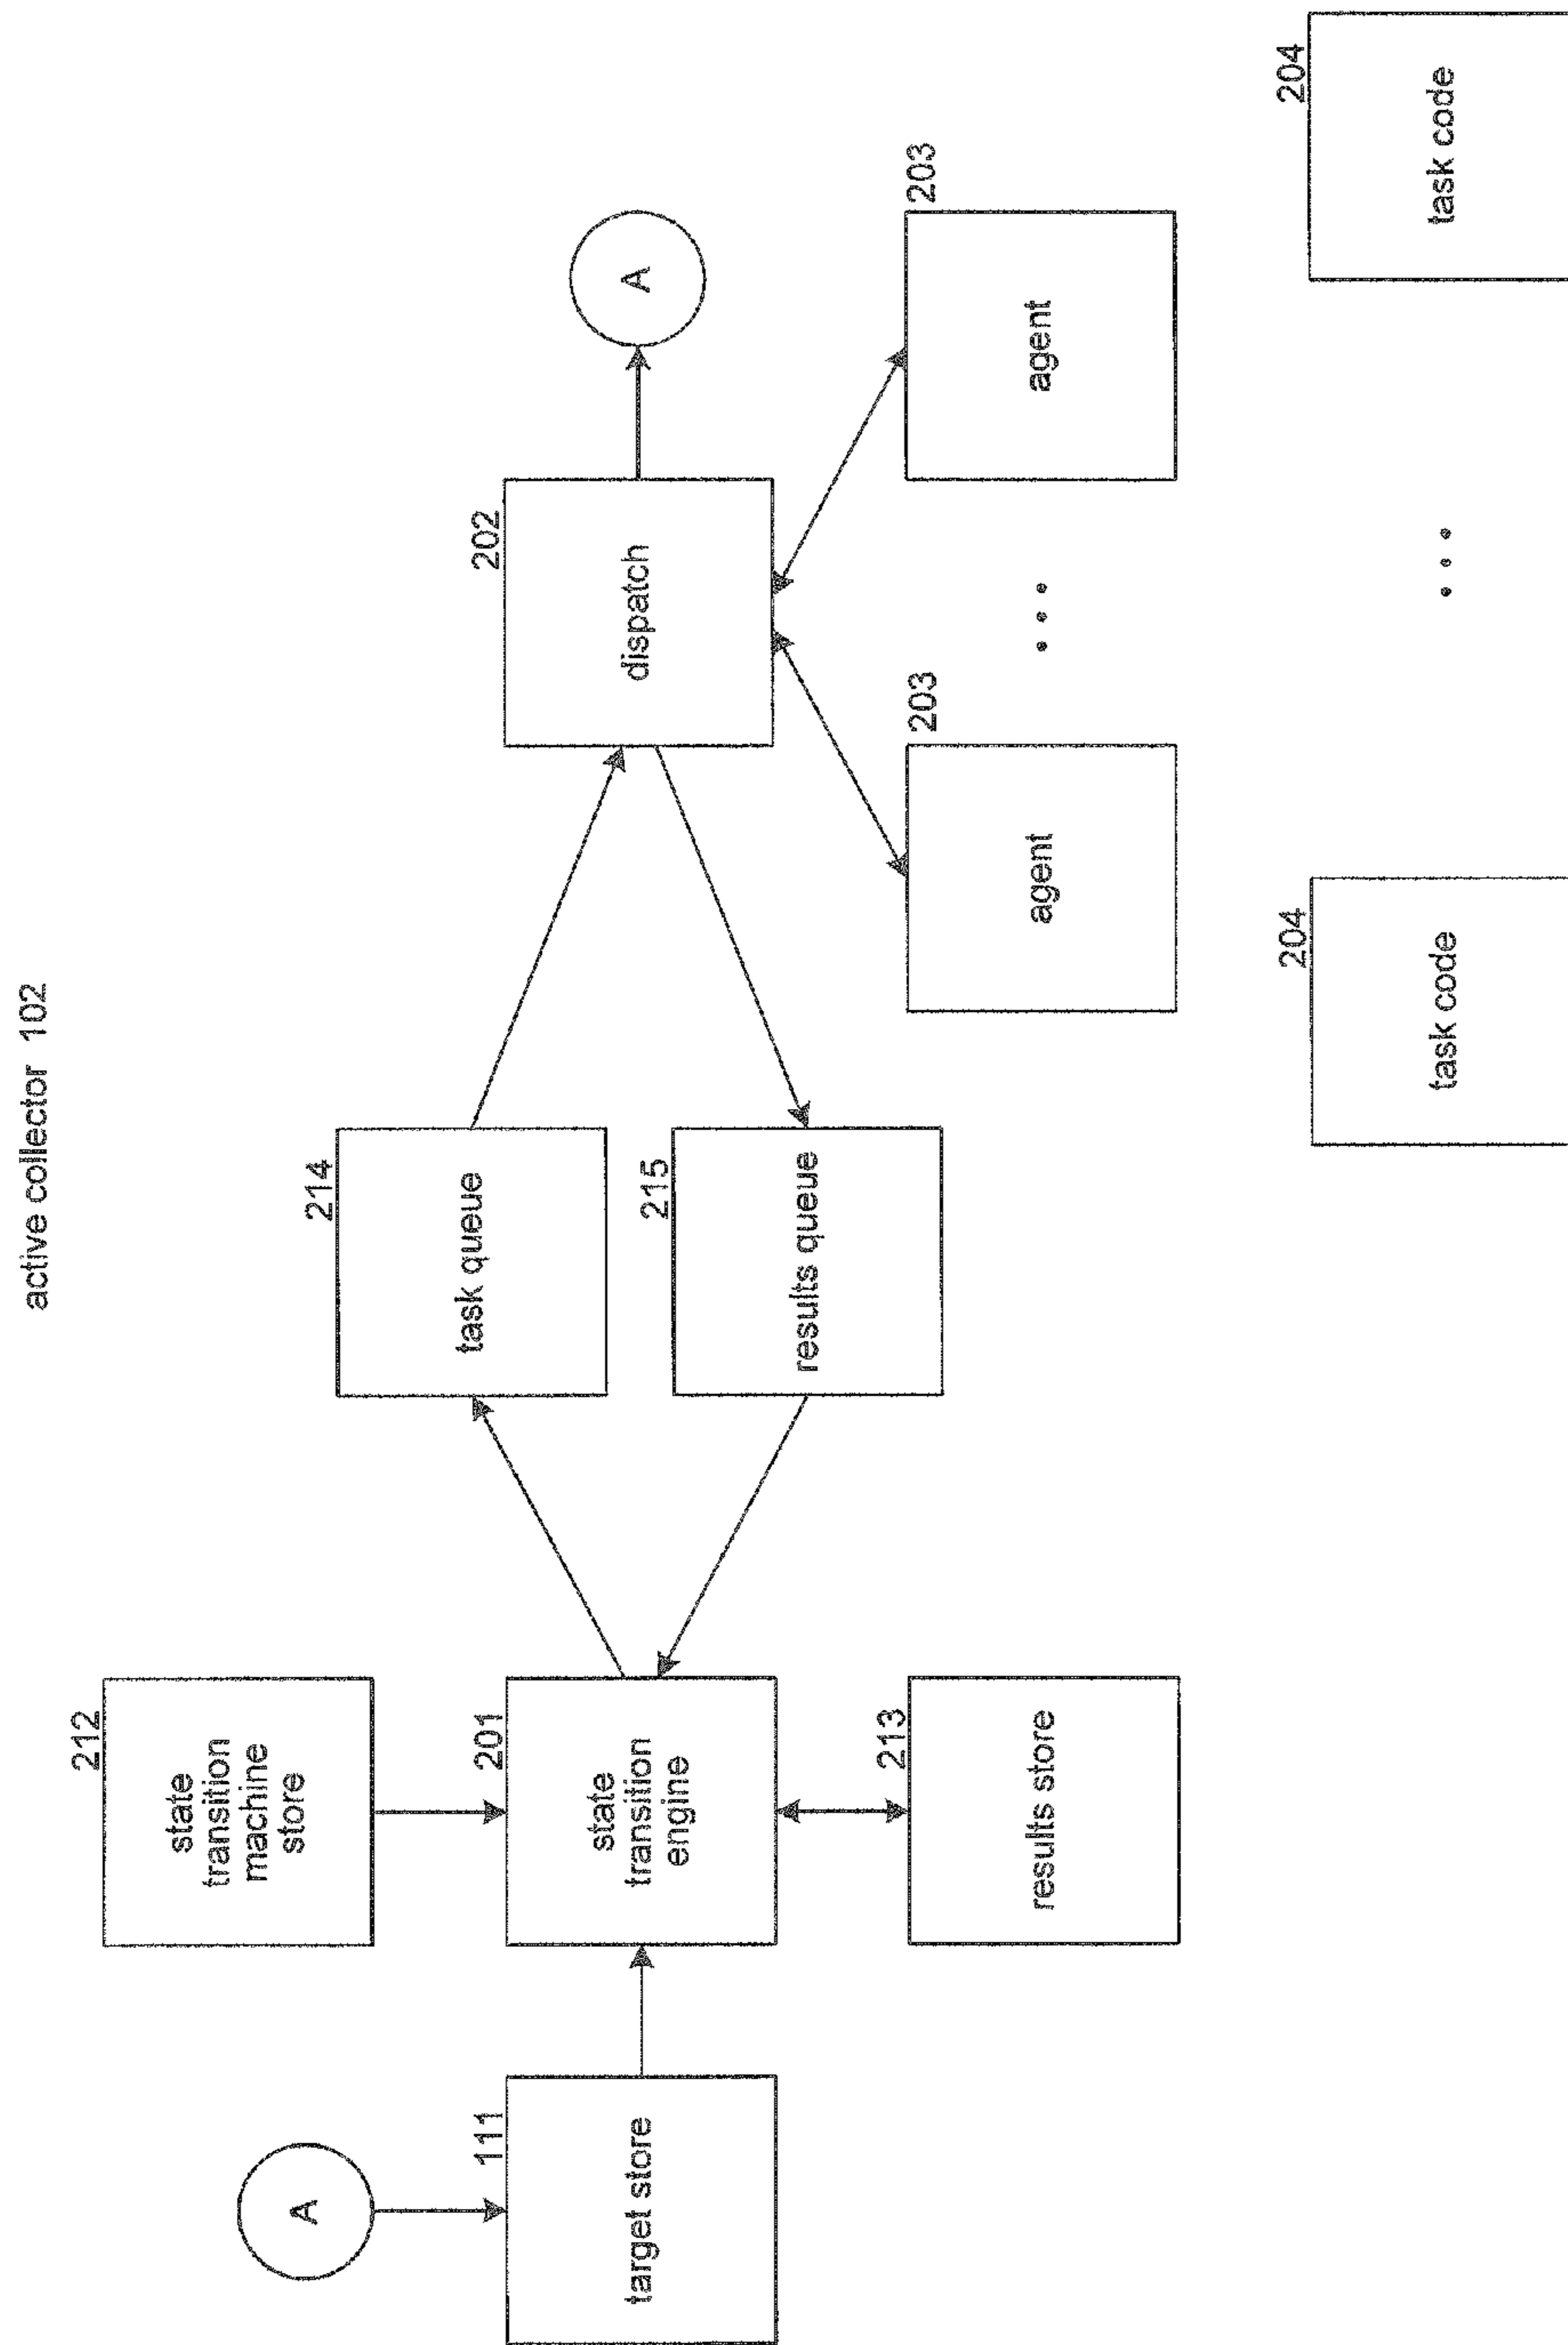 active collector 102
212
state
transition
machine
store
A
214
task queue
111
target store
201
state
transition
engine
202
dispatch
A
215
results queue
213
results store
203
agent
203
agent
• • •
204
task code
204
task code
• • •